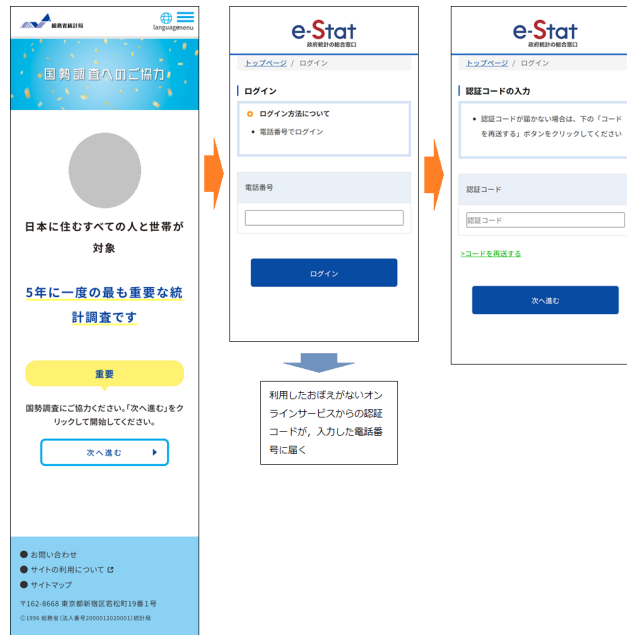 総務省統計局
languagemenu
国勢調査へのご協力
日本に住むすべての人と世帯が
対象
5年に一度の最も重要な統
計調査です
重要
国勢調査にご協力ください。「次へ進む」をク
リックして開始してください。
次へ進む
● お問い合わせ
● サイトの利用について
● サイトマップ
〒162-8668 東京都新宿区若松町19番1号
©1996 総務省(法人番号2000012020001)統計局
e-Stat
政府統計の総合窓口
トップページ / ログイン
ログイン
ログイン方法について
• 電話番号でログイン
電話番号
ログイン
利用したおぼえがないオン
ラインサービスからの認証
コードが，入力した電話番
号に届く
e-Stat
政府統計の総合窓口
トップページ / ログイン
認証コードの入力
• 認証コードが届かない場合は、下の「コード
を再送する」ボタンをクリックしてください
認証コード
認証コード
>コードを再送する
次へ進む